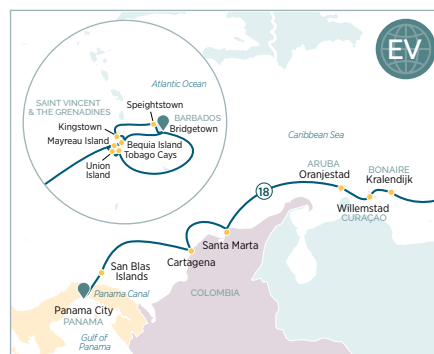 EV
Atlantic Ocean
SAINT VINCENT
& THE GRENADINES
Speightstown
Kingstown
BARBADOS
Bridgetown
Mayreau Island
Bequia Island
Tobago Cays
Union
Island
Caribbean Sea
ARUBA
Oranjestad
BONAIRE
Kralendijk
18
Willemstad
CURAÇAO
Santa Marta
Cartagena
San Blas
Islands
Panama Canal
COLOMBIA
Panama City
PANAMA
Gulf of
Panama